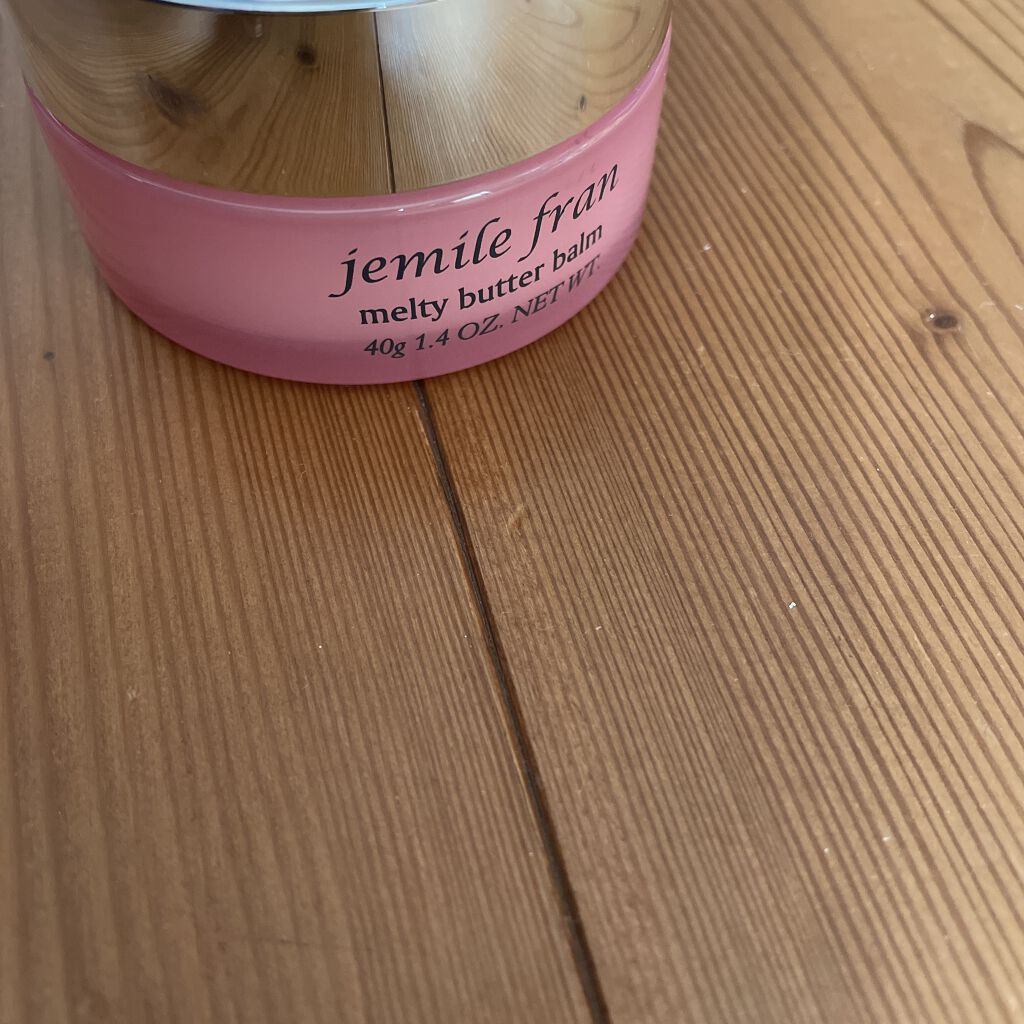 jemile fran
melty butter balm
40g 1.4 OZ. NET WT.